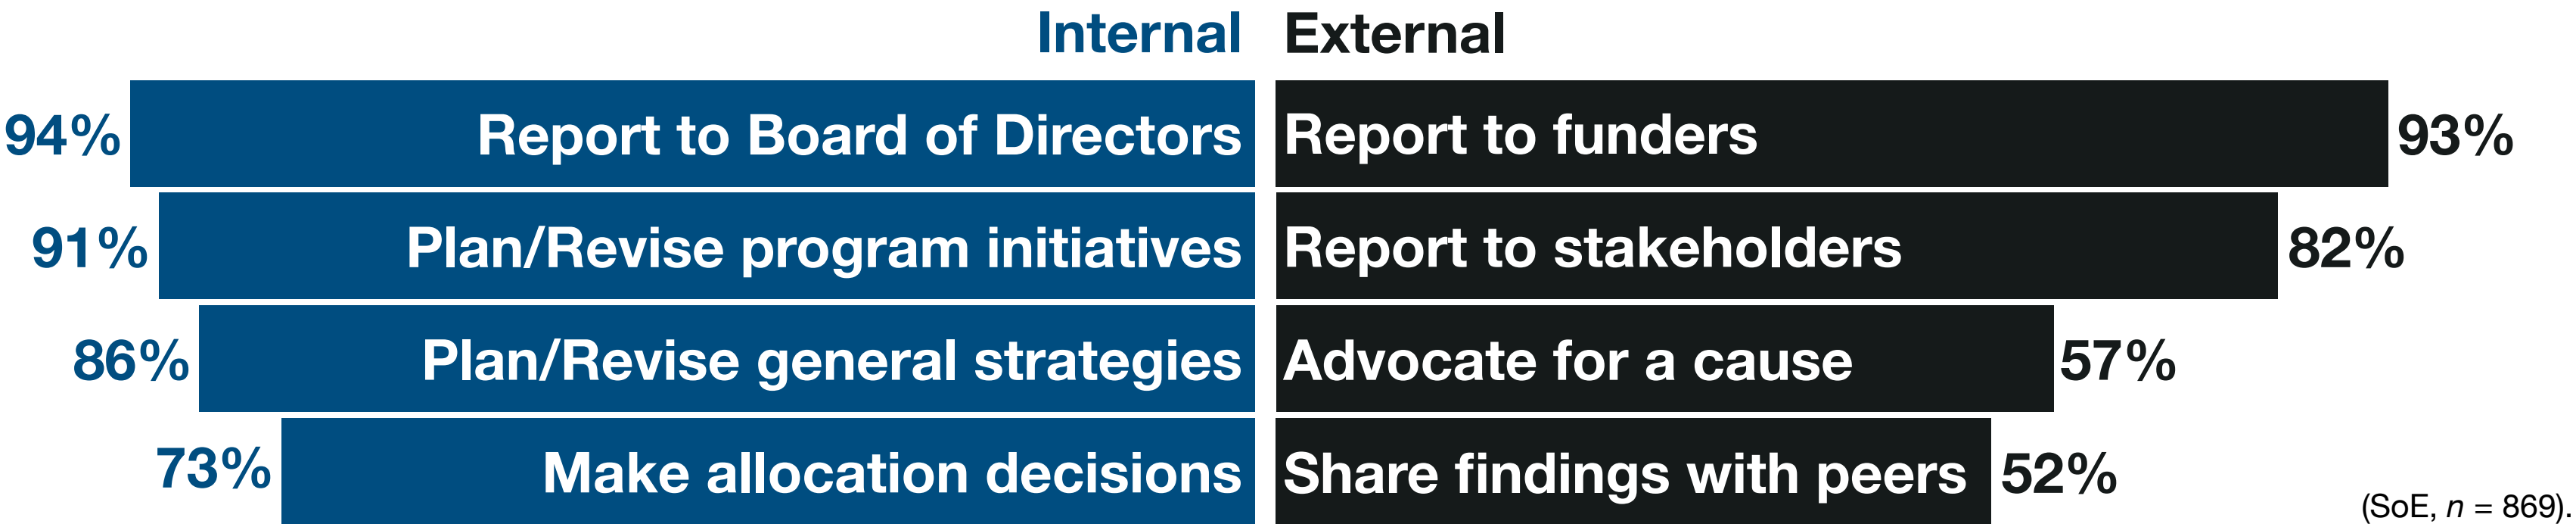 Internal External
94% Report to Board of Directors Report to funders 93%
91% Plan/Revise program initiatives Report to stakeholders 82%
86% Plan/Revise general strategies Advocate for a cause 57%
73% Make allocation decisions Share findings with peers 52%
(SoE, n = 869).